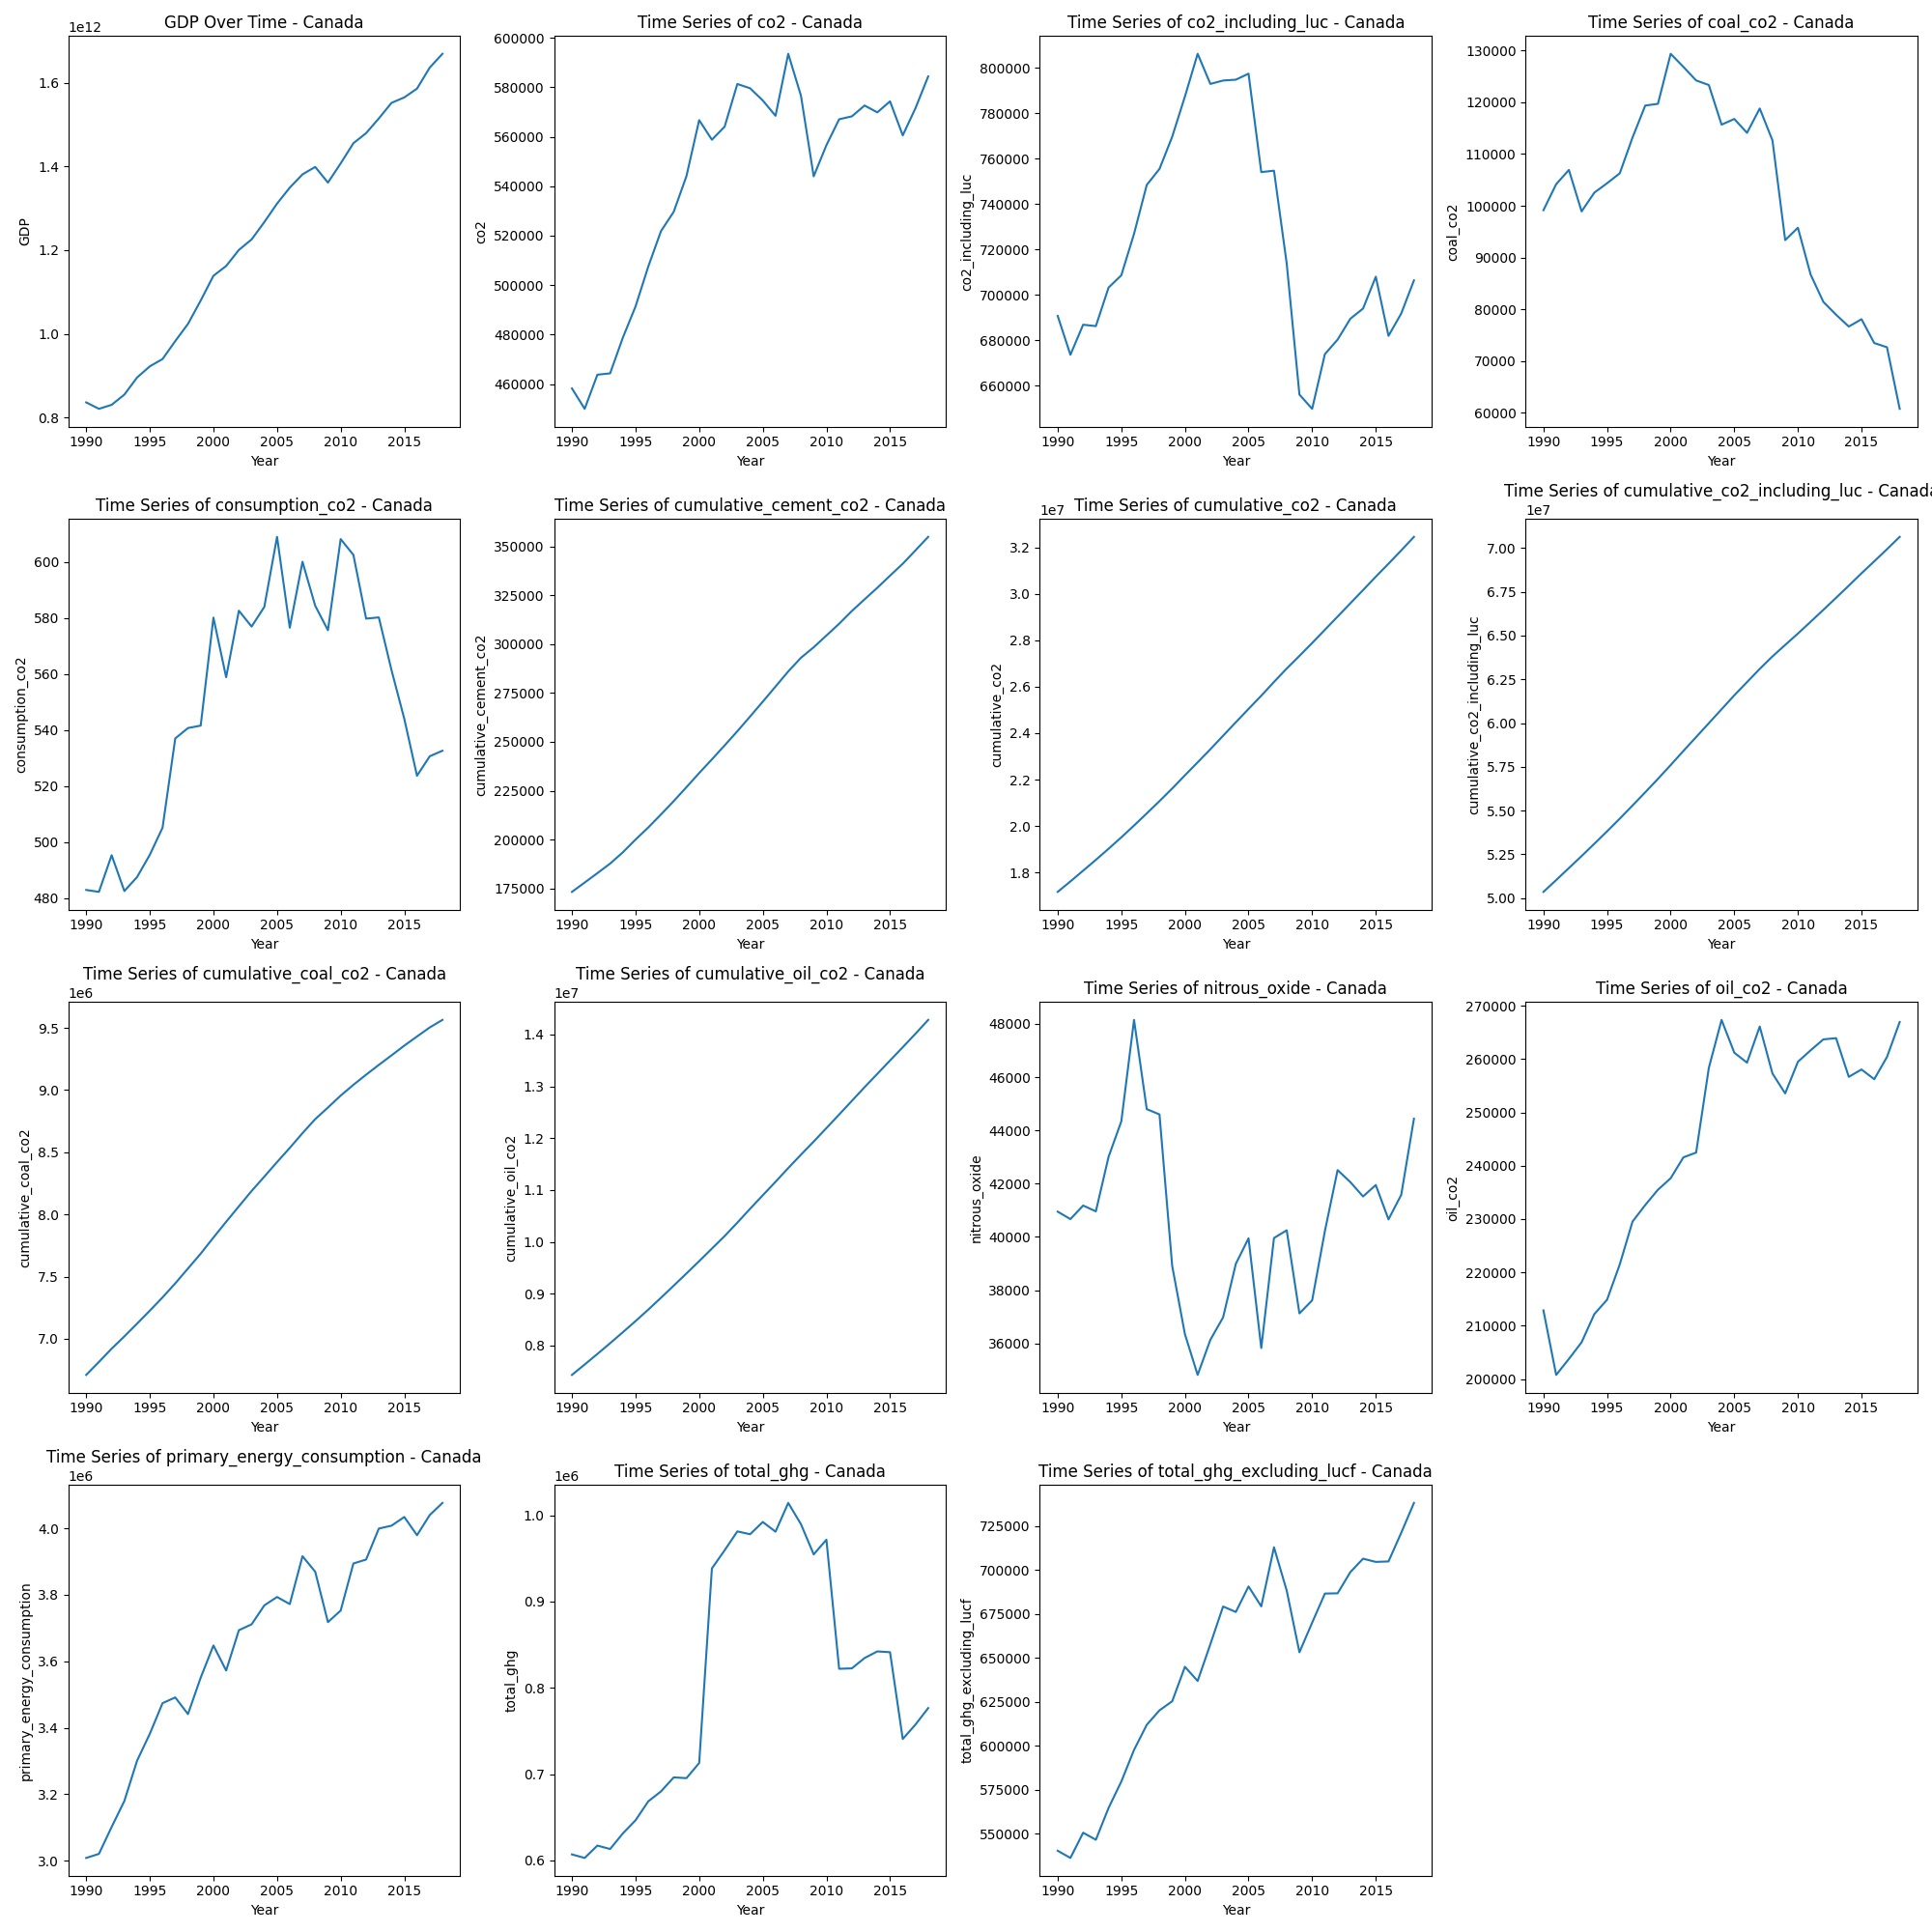 GDP Over Time - Canada
1e12
GDP
1.6
1.4
1.2
1.0
0.8
1990 1995 2000 2005 2010 2015
Year
Time Series of co2 - Canada
co2
600000
580000
560000
540000
520000
500000
480000
460000
1990 1995 2000 2005 2010 2015
Year
Time Series of co2_including_luc - Canada
co2_including_luc
800000
780000
760000
740000
720000
700000
680000
660000
1990 1995 2000 2005 2010 2015
Year
Time Series of coal_co2 - Canada
coal_co2
130000
120000
110000
100000
90000
80000
70000
60000
1990 1995 2000 2005 2010 2015
Year
Time Series of consumption_co2 - Canada
consumption_co2
600
580
560
540
520
500
480
1990 1995 2000 2005 2010 2015
Year
Time Series of cumulative_cement_co2 - Canada
cumulative_cement_co2
350000
325000
300000
275000
250000
225000
200000
175000
1990 1995 2000 2005 2010 2015
Year
Time Series of cumulative_co2 - Canada
1e7
cumulative_co2
3.2
3.0
2.8
2.6
2.4
2.2
2.0
1.8
1990 1995 2000 2005 2010 2015
Year
Time Series of cumulative_co2_including_luc - Canada
1e7
cumulative_co2_including_luc
7.00
6.75
6.50
6.25
6.00
5.75
5.50
5.25
5.00
1990 1995 2000 2005 2010 2015
Year
Time Series of cumulative_coal_co2 - Canada
1e6
cumulative_coal_co2
9.5
9.0
8.5
8.0
7.5
7.0
1990 1995 2000 2005 2010 2015
Year
Time Series of cumulative_oil_co2 - Canada
1e7
cumulative_oil_co2
1.4
1.3
1.2
1.1
1.0
0.9
0.8
1990 1995 2000 2005 2010 2015
Year
Time Series of nitrous_oxide - Canada
nitrous_oxide
48000
46000
44000
42000
40000
38000
36000
1990 1995 2000 2005 2010 2015
Year
Time Series of oil_co2 - Canada
oil_co2
270000
260000
250000
240000
230000
220000
210000
200000
1990 1995 2000 2005 2010 2015
Year
Time Series of primary_energy_consumption - Canada
1e6
primary_energy_consumption
4.0
3.8
3.6
3.4
3.2
3.0
1990 1995 2000 2005 2010 2015
Year
Time Series of total_ghg - Canada
1e6
total_ghg
1.0
0.9
0.8
0.7
0.6
1990 1995 2000 2005 2010 2015
Year
Time Series of total_ghg_excluding_lucf - Canada
total_ghg_excluding_lucf
725000
700000
675000
650000
625000
600000
575000
550000
1990 1995 2000 2005 2010 2015
Year